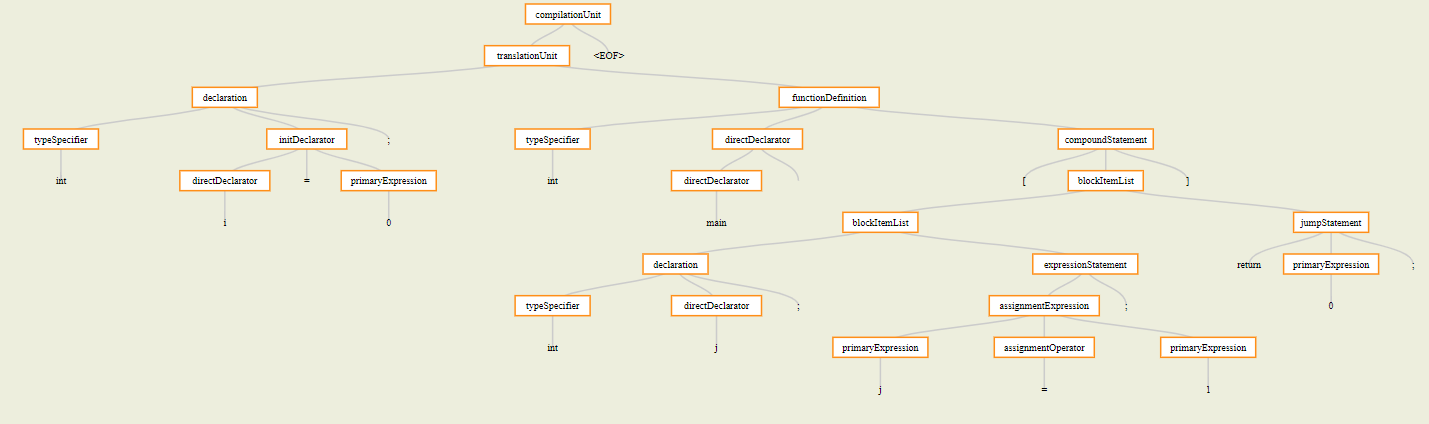 compilationUnit
translationUnit <EOF>
declaration functionDefinition
typeSpecifier initDeclarator ; typeSpecifier directDeclarator compoundStatement
int directDeclarator = primaryExpression int directDeclarator [ blockItemList ]
i 0 main blockItemList jumpStatement
declaration expressionStatement return primaryExpression ;
typeSpecifier directDeclarator ; assignmentExpression ; 0
int j primaryExpression assignmentOperator primaryExpression
j = 1